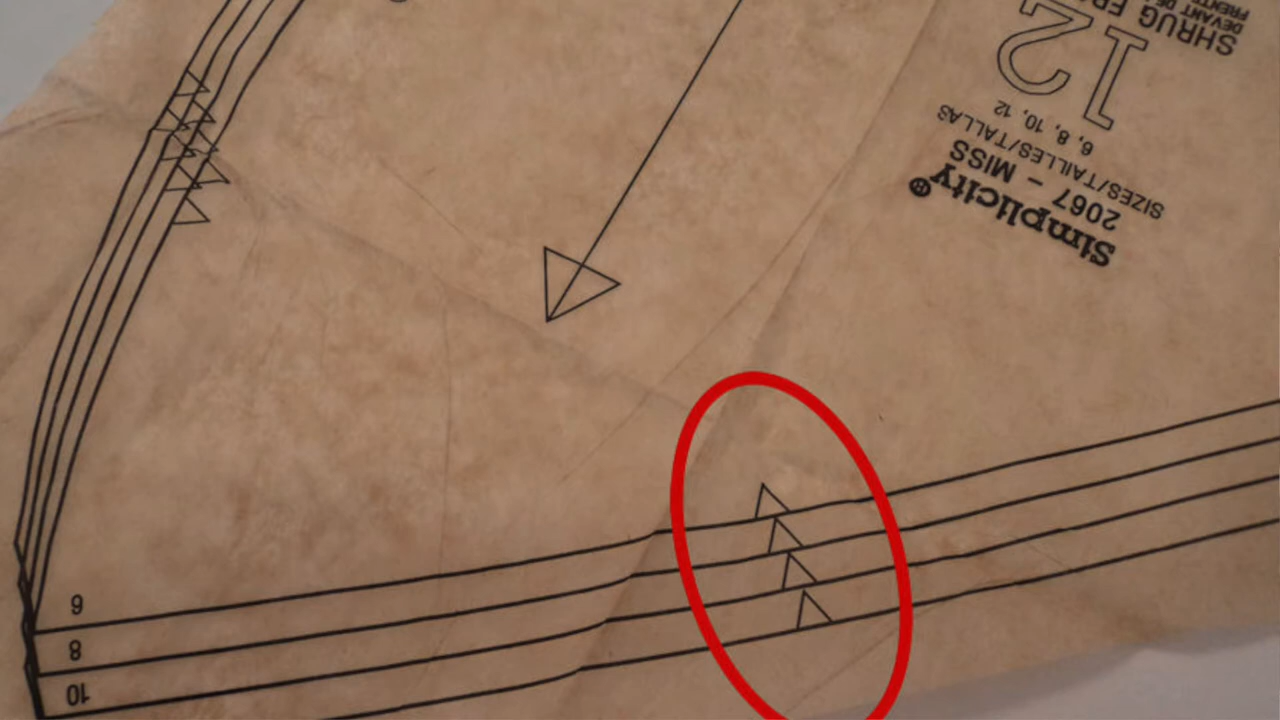 Simplicity®
2067 – MISS
SIZES/TAILLES/TALLAS
6, 8, 10, 12
12
SHRUG
DEVANT
10
8
6